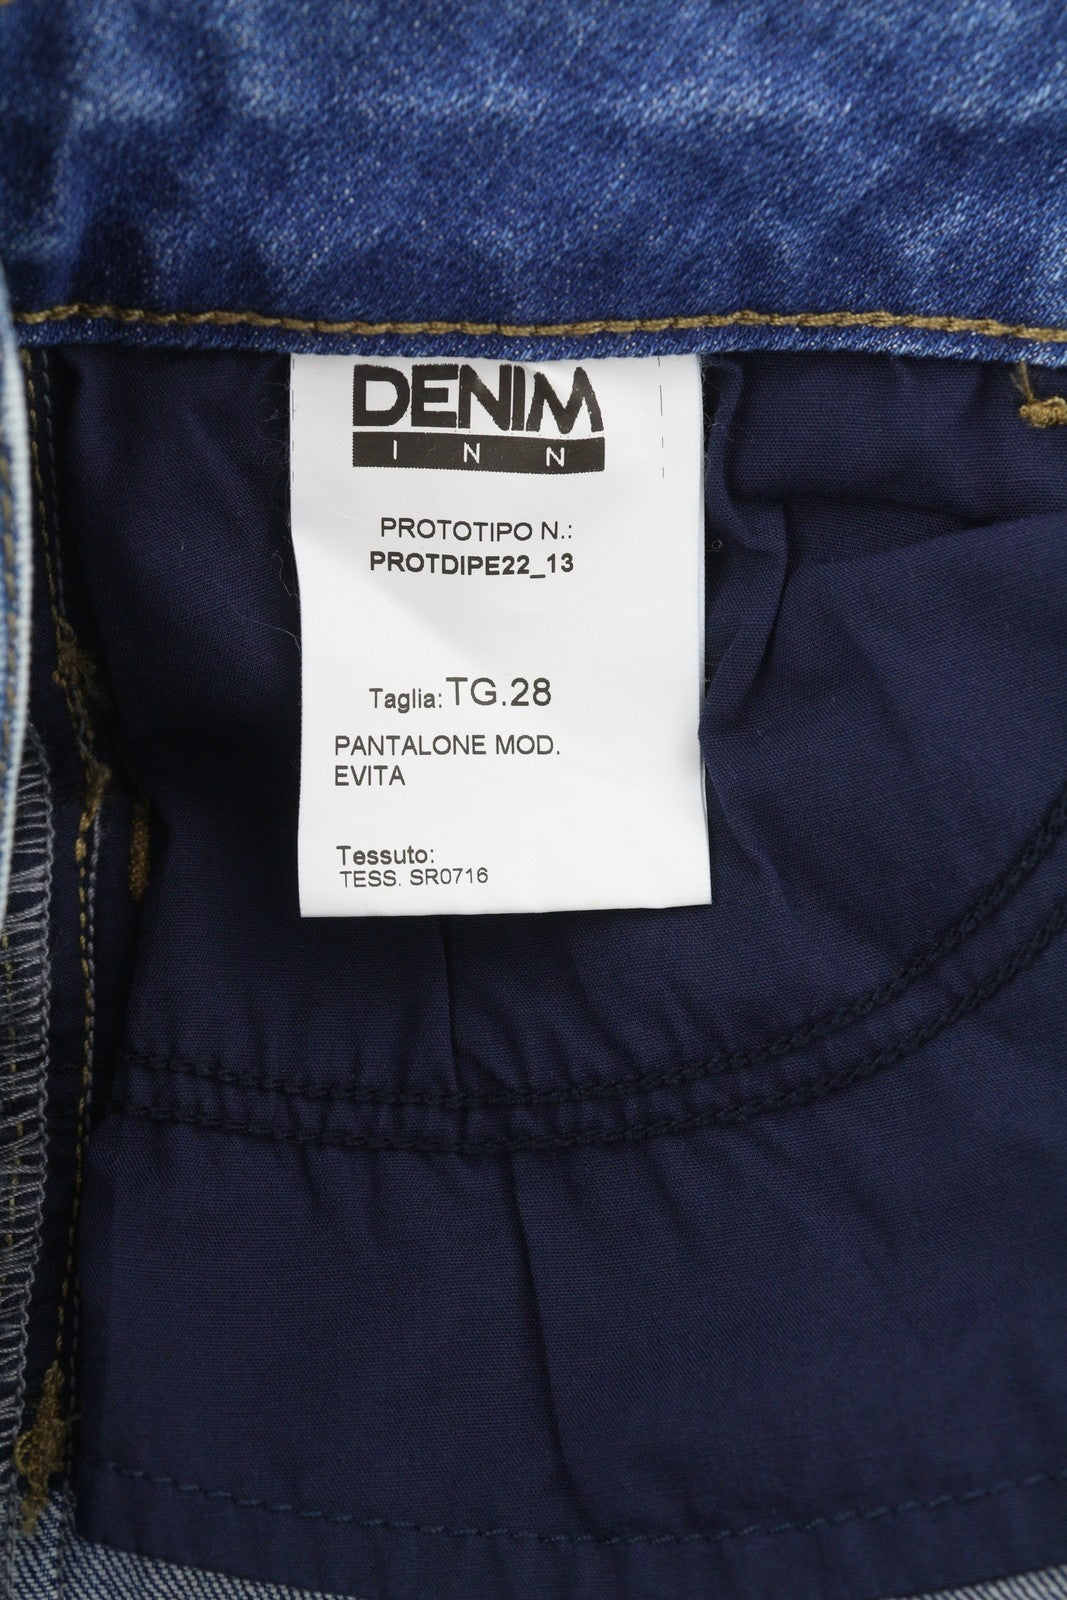 DENIM
INN
PROTOTIPO N.:
PROTDIPE22_13
Taglia: TG.28
PANTALONE MOD.
EVITA
Tessuto:
TESS. SR0716